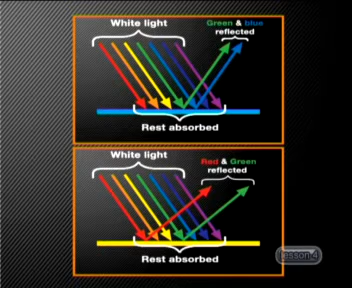 White light
Green & blue
reflected
Rest absorbed
White light
Red & Green
reflected
Rest absorbed
lesson 4